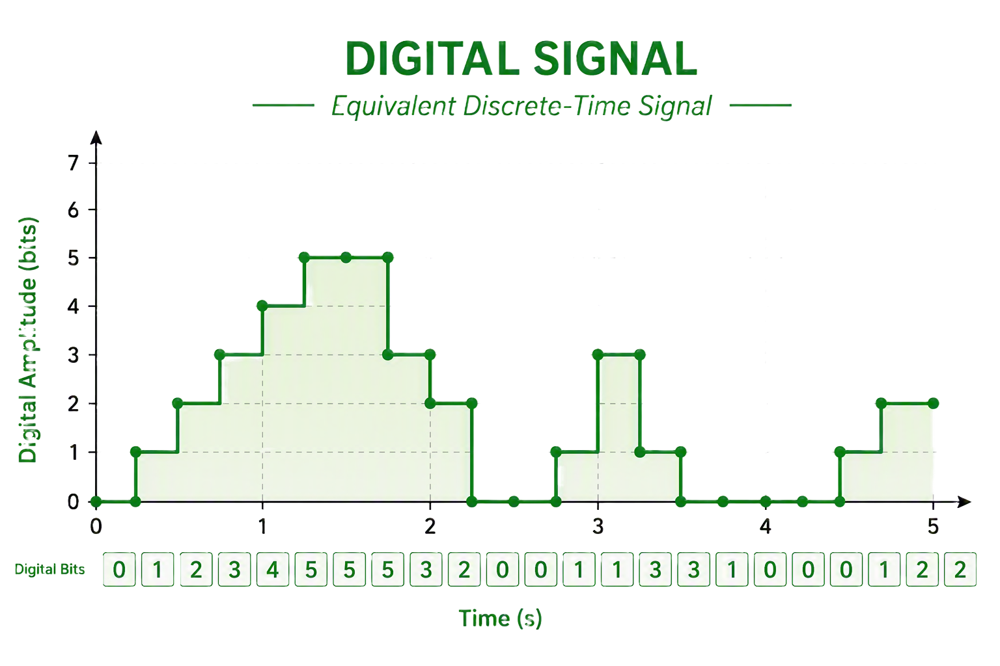 DIGITAL SIGNAL
Equivalent Discrete-Time Signal
Digital Amplitude (bits)
7
6
5
4
3
2
1
0
0 1 2 3 4 5
Digital Bits 0 1 2 3 4 5 5 5 3 2 0 0 1 1 3 3 1 0 0 0 1 2 2
Time (s)